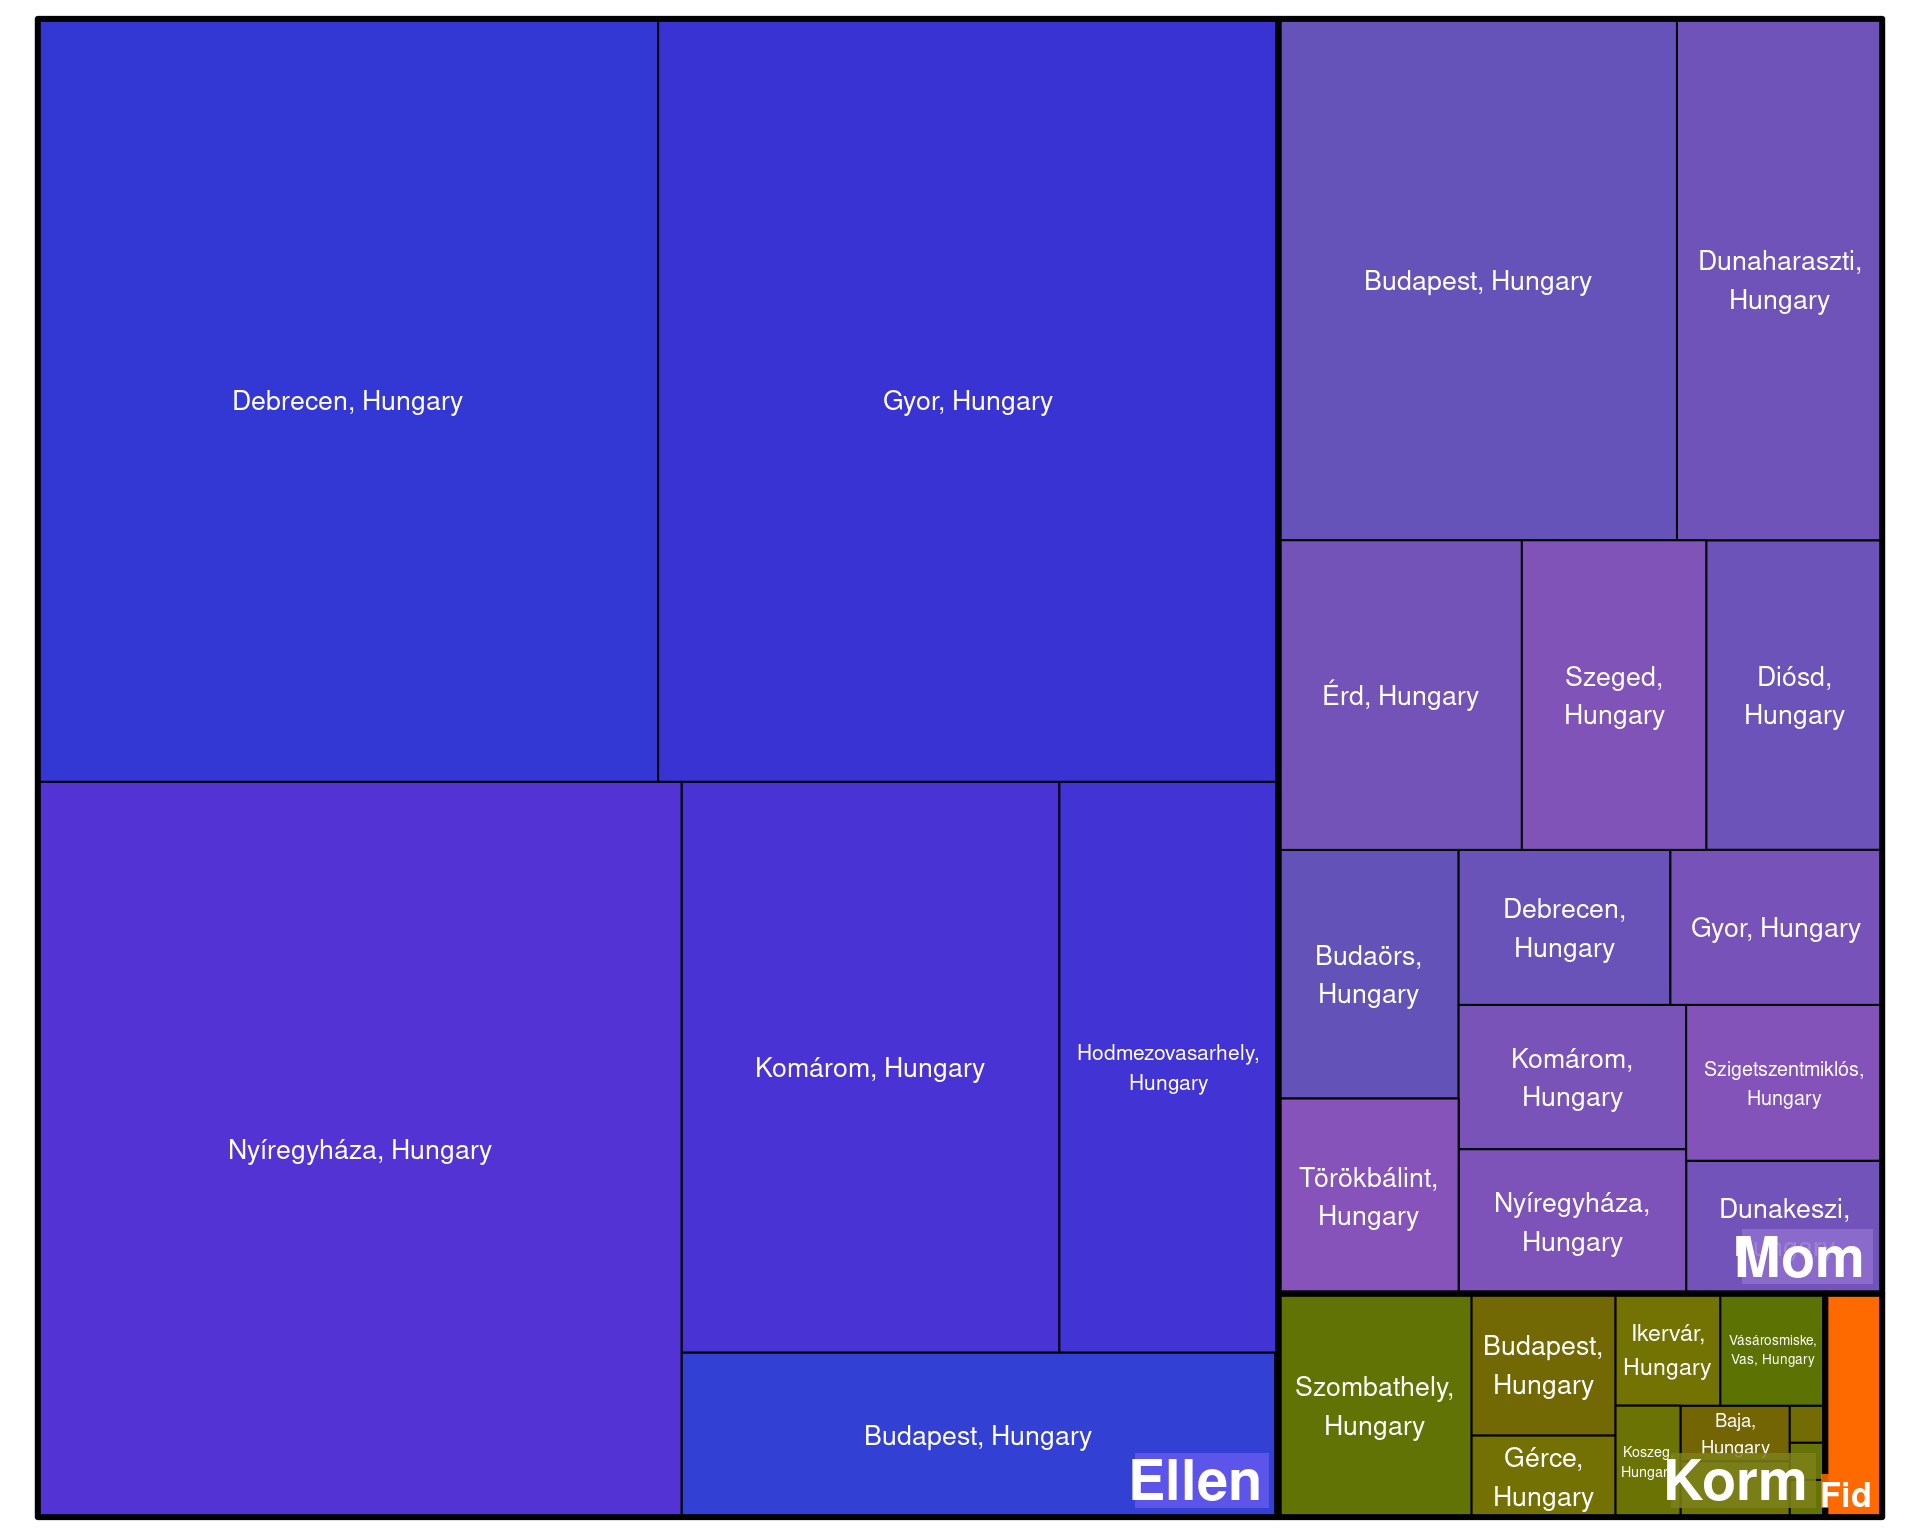 Debrecen, Hungary
Gyor, Hungary
Nyíregyháza, Hungary
Komárom, Hungary
Hodmezovasarhely,
Hungary
Budapest, Hungary
Ellen
Budapest, Hungary
Dunaharaszti,
Hungary
Érd, Hungary
Szeged,
Hungary
Diósd,
Hungary
Budaörs,
Hungary
Debrecen,
Hungary
Gyor, Hungary
Törökbálint,
Hungary
Komárom,
Hungary
Szigetszentmiklós,
Hungary
Nyíregyháza,
Hungary
Dunakeszi,
Hungary
Mom
Szombathely,
Hungary
Budapest,
Hungary
Gérce,
Hungary
Ikervár,
Hungary
Vásárosmiske,
Vas, Hungary
Koszeg,
Hungary
Baja,
Hungary
Korm
Fid